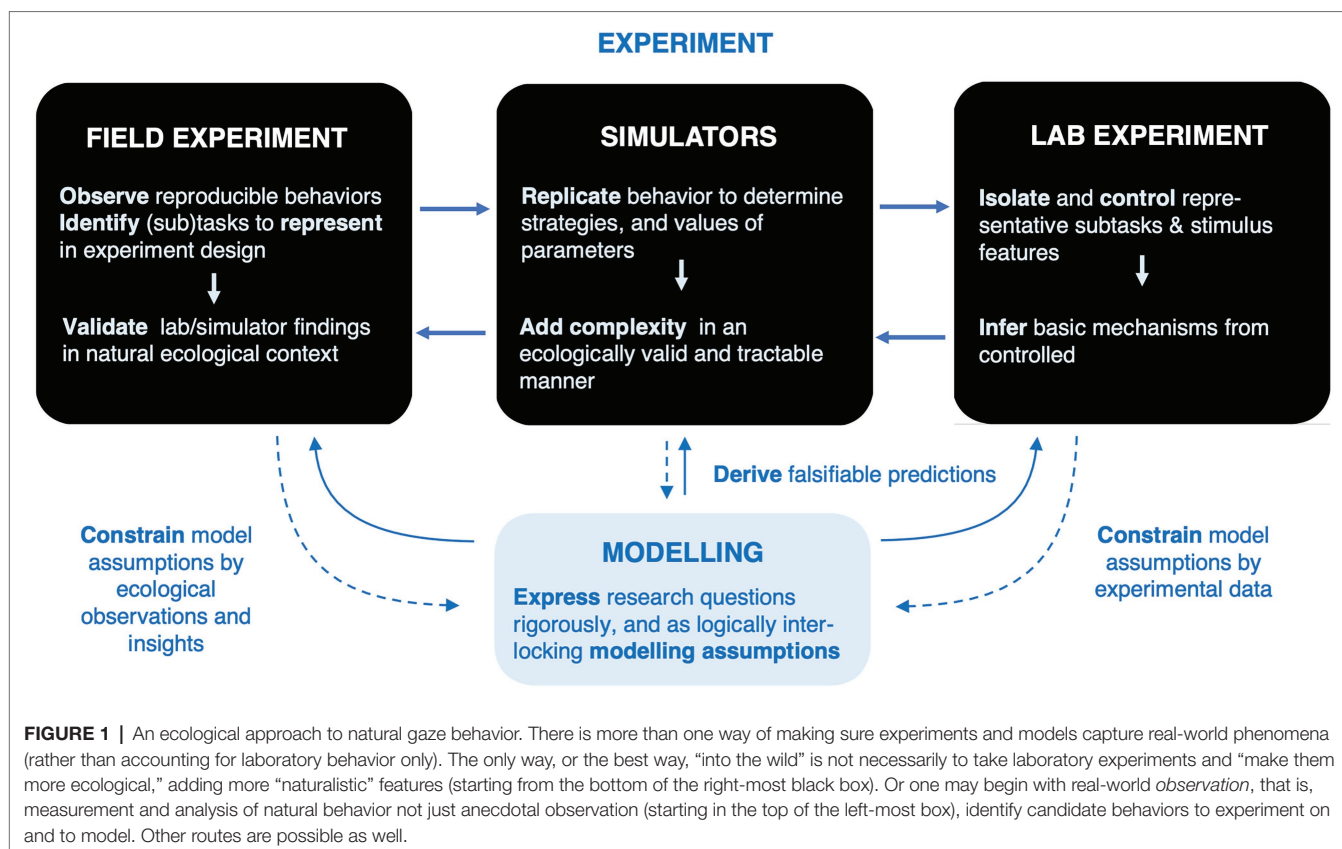 EXPERIMENT
FIELD EXPERIMENT
Observe reproducible behaviors
Identify (sub)tasks to represent
in experiment design
Validate lab/simulator findings
in natural ecological context
SIMULATORS
Replicate behavior to determine
strategies, and values of
parameters
Add complexity in an
ecologically valid and tractable
manner
LAB EXPERIMENT
Isolate and control repre-
sentative subtasks & stimulus
features
Infer basic mechanisms from
controlled
Derive falsifiable predictions
Constrain model
assumptions by
ecological
observations and
insights
MODELLING
Express research questions
rigorously, and as logically inter-
locking modelling assumptions
Constrain model
assumptions by
experimental data
FIGURE 1 | An ecological approach to natural gaze behavior. There is more than one way of making sure experiments and models capture real-world phenomena
(rather than accounting for laboratory behavior only). The only way, or the best way, “into the wild” is not necessarily to take laboratory experiments and “make them
more ecological,” adding more “naturalistic” features (starting from the bottom of the right-most black box). Or one may begin with real-world observation, that is,
measurement and analysis of natural behavior not just anecdotal observation (starting in the top of the left-most box), identify candidate behaviors to experiment on
and to model. Other routes are possible as well.